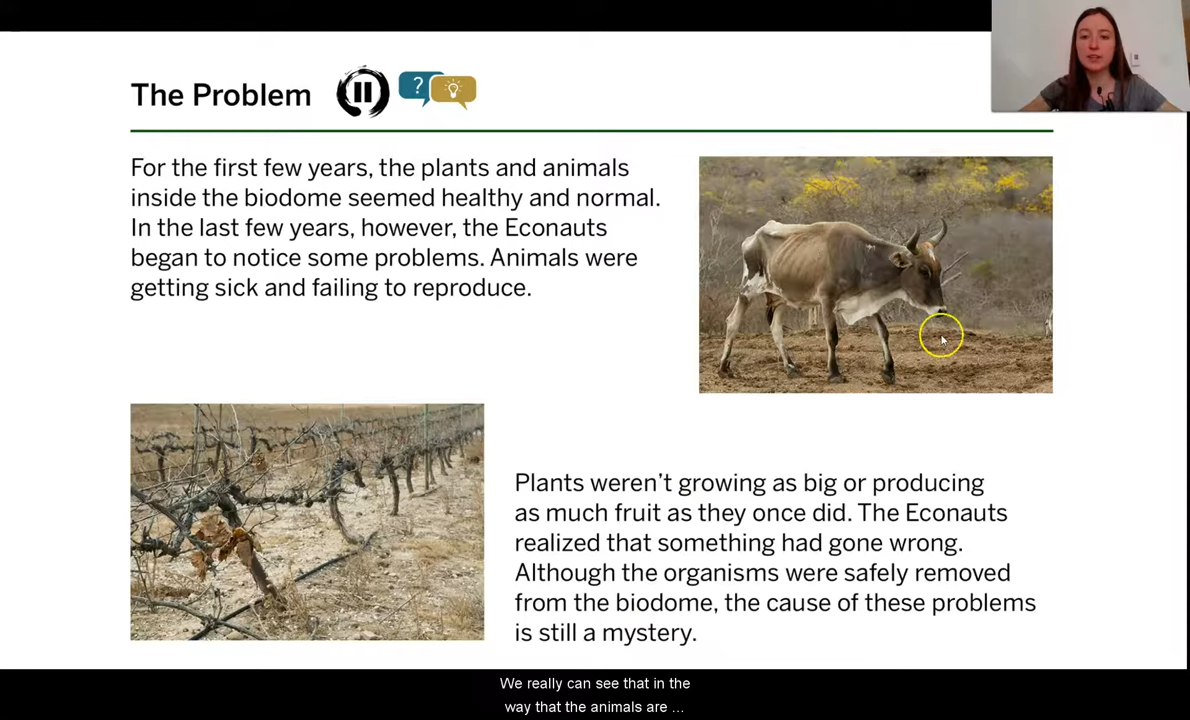 The Problem
?
For the first few years, the plants and animals
inside the biodome seemed healthy and normal.
In the last few years, however, the Econauts
began to notice some problems. Animals were
getting sick and failing to reproduce.
Plants weren’t growing as big or producing
as much fruit as they once did. The Econauts
realized that something had gone wrong.
Although the organisms were safely removed
from the biodome, the cause of these problems
is still a mystery.
We really can see that in the
way that the animals are ...